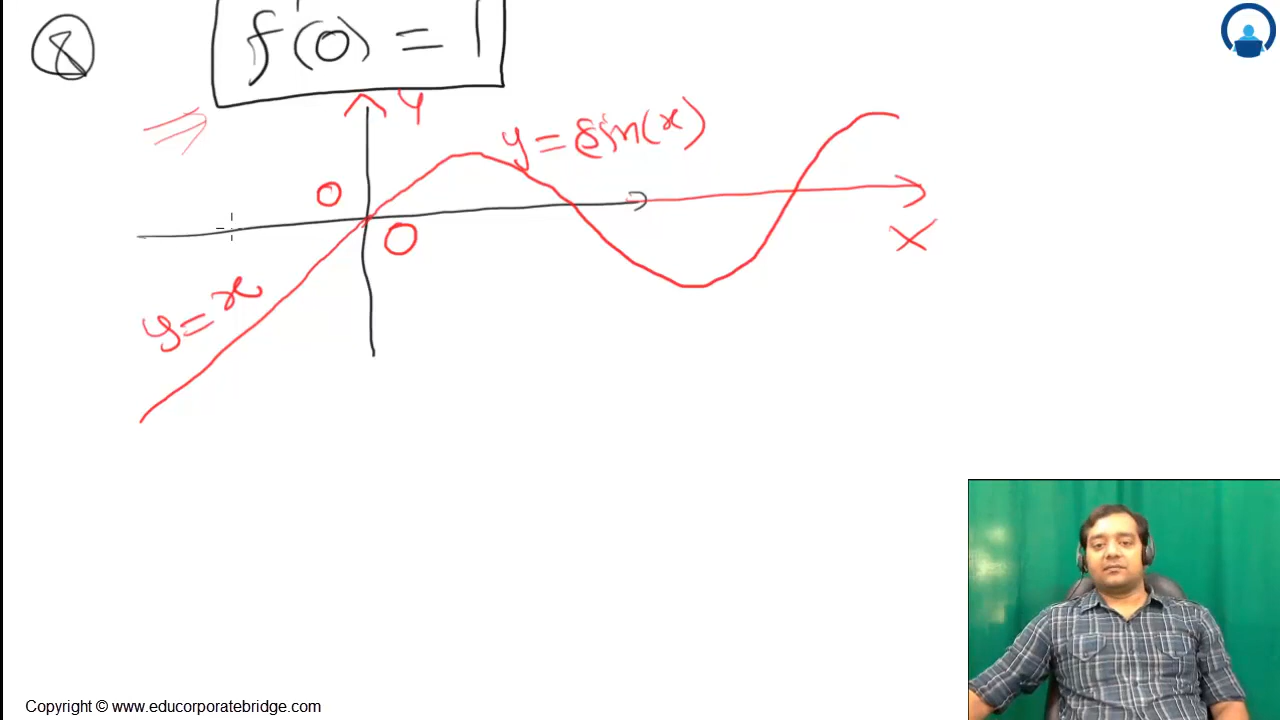 8
f'(0) = 1
⇒
Y
y = sin(x)
0
0
X
y = x
Copyright © www.educorporatebridge.com